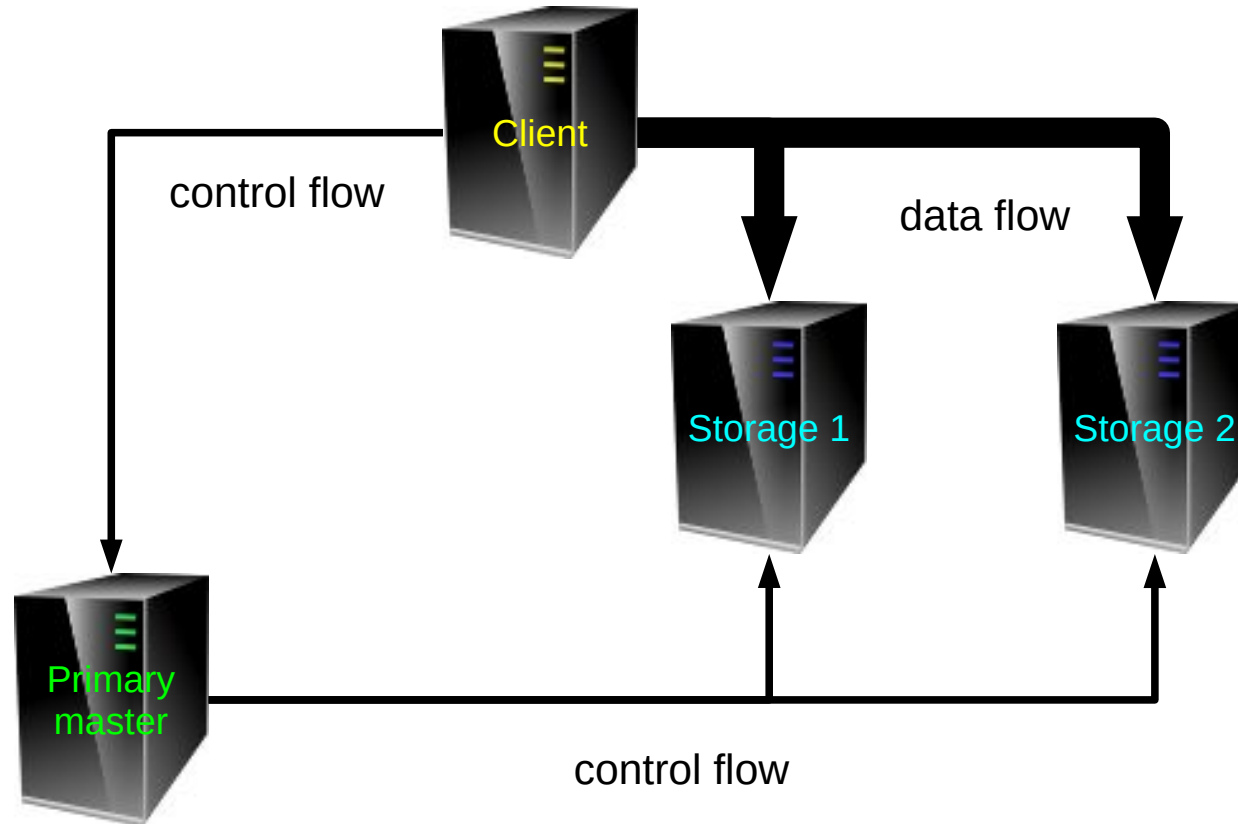 Client
control flow
data flow
Storage 1
Storage 2
Primary
master
control flow